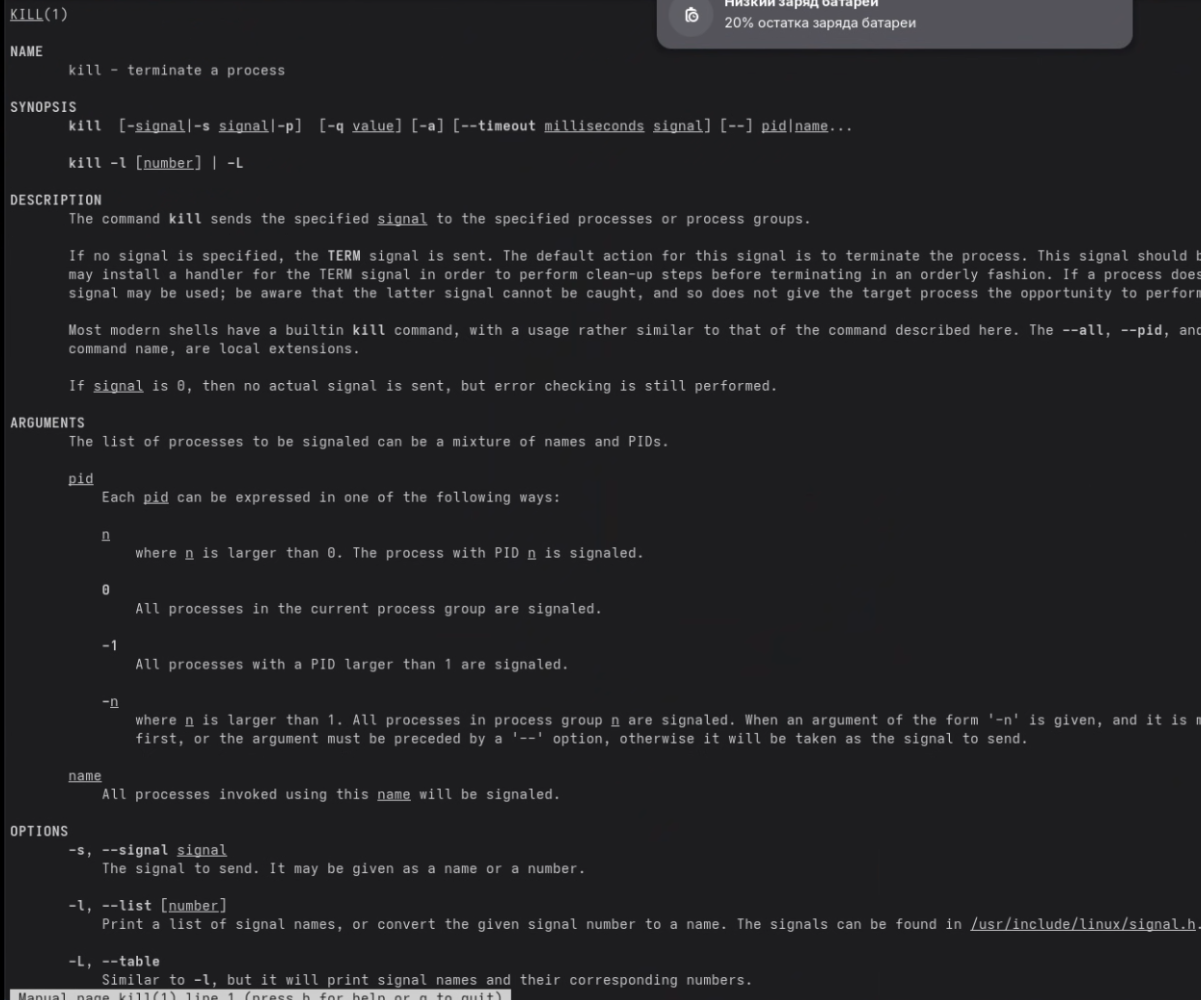 KILL(1)
Низкий заряд батареи
20% остатка заряда батареи
NAME
kill - terminate a process
SYNOPSIS
kill [-signal|-s signal|-p] [-q value] [-a] [--timeout milliseconds signal] [--] pid|name...
kill -l [number] | -L
DESCRIPTION
The command kill sends the specified signal to the specified processes or process groups.
If no signal is specified, the TERM signal is sent. The default action for this signal is to terminate the process. This signal should
may install a handler for the TERM signal in order to perform clean-up steps before terminating in an orderly fashion. If a process does
signal may be used; be aware that the latter signal cannot be caught, and so does not give the target process the opportunity to perform
Most modern shells have a builtin kill command, with a usage rather similar to that of the command described here. The --all, --pid, and
command name, are local extensions.
If signal is 0, then no actual signal is sent, but error checking is still performed.
ARGUMENTS
The list of processes to be signaled can be a mixture of names and PIDs.
pid
Each pid can be expressed in one of the following ways:
n
where n is larger than 0. The process with PID n is signaled.
0
All processes in the current process group are signaled.
-1
All processes with a PID larger than 1 are signaled.
-n
where n is larger than 1. All processes in process group n are signaled. When an argument of the form '-n' is given, and it is
first, or the argument must be preceded by a '--' option, otherwise it will be taken as the signal to send.
name
All processes invoked using this name will be signaled.
OPTIONS
-s, --signal signal
The signal to send. It may be given as a name or a number.
-l, --list [number]
Print a list of signal names, or convert the given signal number to a name. The signals can be found in /usr/include/linux/signal.h.
-L, --table
Similar to -l, but it will print signal names and their corresponding numbers.
Manual page kill(1) line 1 (press h for help or q to quit)